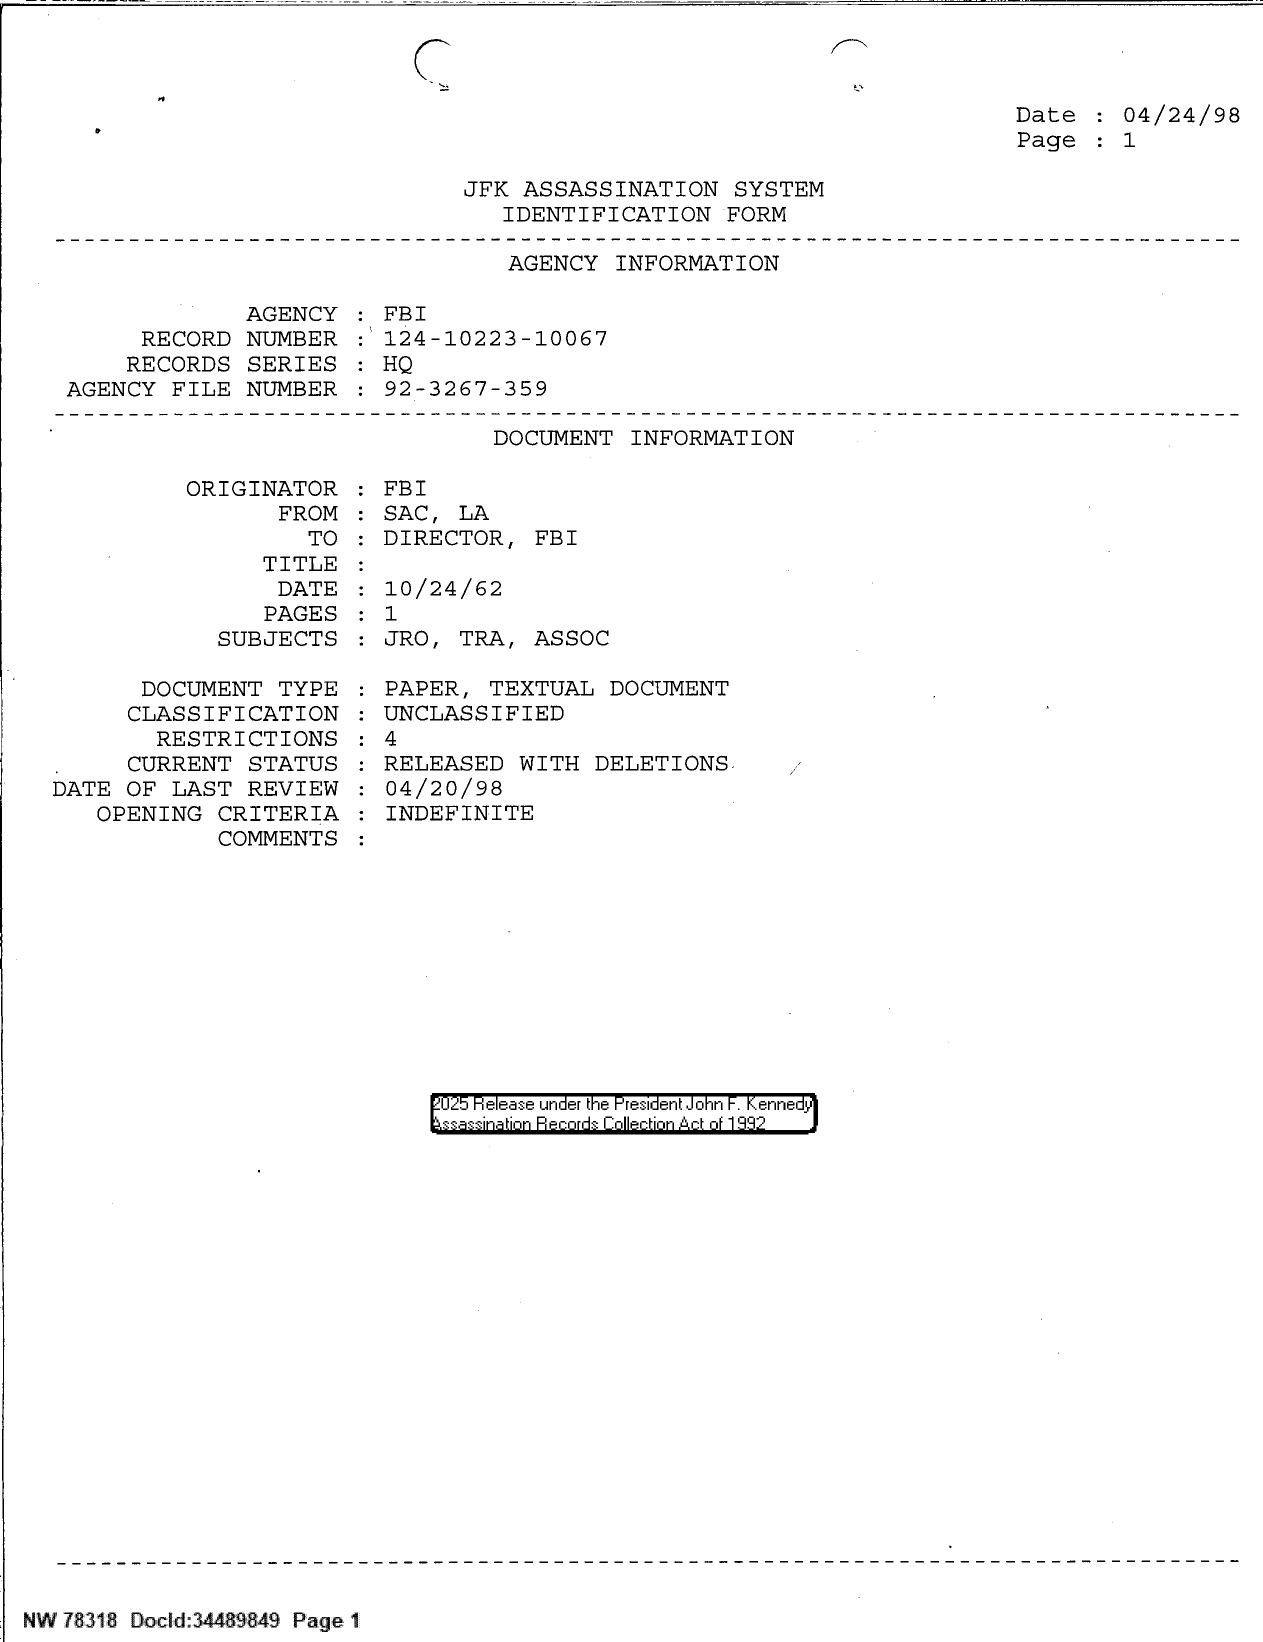 Date : 04/24/98
Page : 1
JFK ASSASSINATION SYSTEM
IDENTIFICATION FORM
AGENCY INFORMATION
AGENCY : FBI
RECORD NUMBER : 124-10223-10067
RECORDS SERIES : HQ
AGENCY FILE NUMBER : 92-3267-359
DOCUMENT INFORMATION
ORIGINATOR : FBI
FROM : SAC, LA
TO : DIRECTOR, FBI
TITLE :
DATE : 10/24/62
PAGES : 1
SUBJECTS : JRO, TRA, ASSOC
DOCUMENT TYPE : PAPER, TEXTUAL DOCUMENT
CLASSIFICATION : UNCLASSIFIED
RESTRICTIONS : 4
CURRENT STATUS : RELEASED WITH DELETIONS
DATE OF LAST REVIEW : 04/20/98
OPENING CRITERIA : INDEFINITE
COMMENTS :
2025 Release under the President John F. Kennedy
Assassination Records Collection Act of 1992
NW 78318 DocId:34489849 Page 1